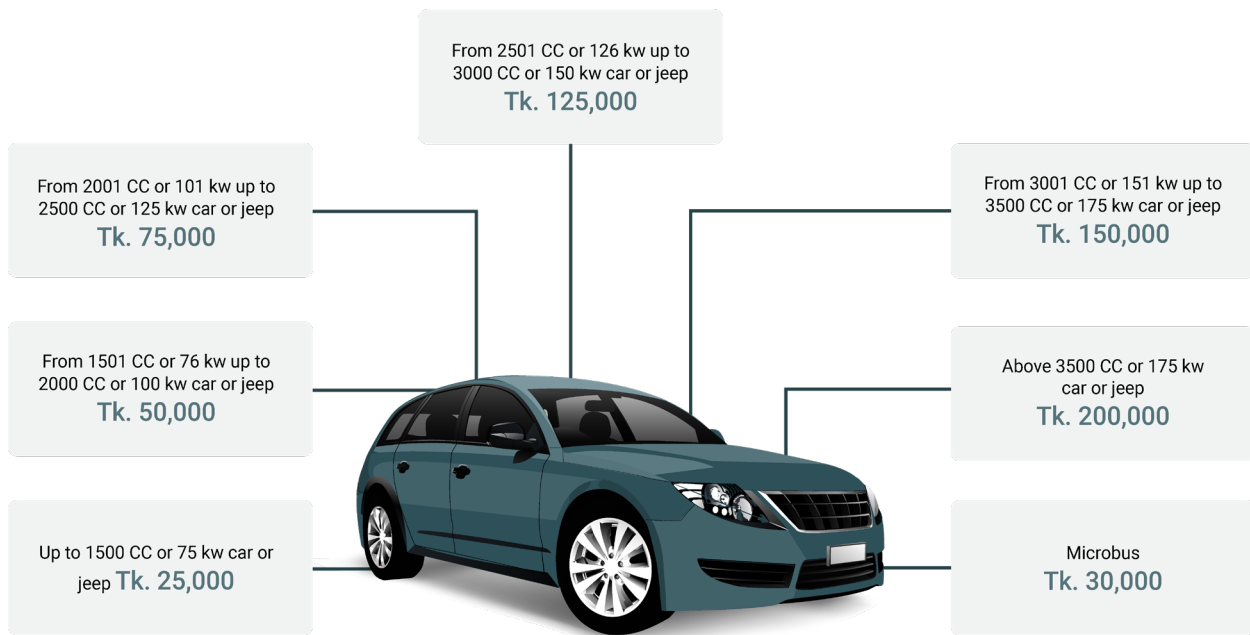 From 2501 CC or 126 kw up to
3000 CC or 150 kw car or jeep
Tk. 125,000
From 2001 CC or 101 kw up to
2500 CC or 125 kw car or jeep
Tk. 75,000
From 3001 CC or 151 kw up to
3500 CC or 175 kw car or jeep
Tk. 150,000
From 1501 CC or 76 kw up to
2000 CC or 100 kw car or jeep
Tk. 50,000
Above 3500 CC or 175 kw
car or jeep
Tk. 200,000
Up to 1500 CC or 75 kw car or
jeep Tk. 25,000
Microbus
Tk. 30,000